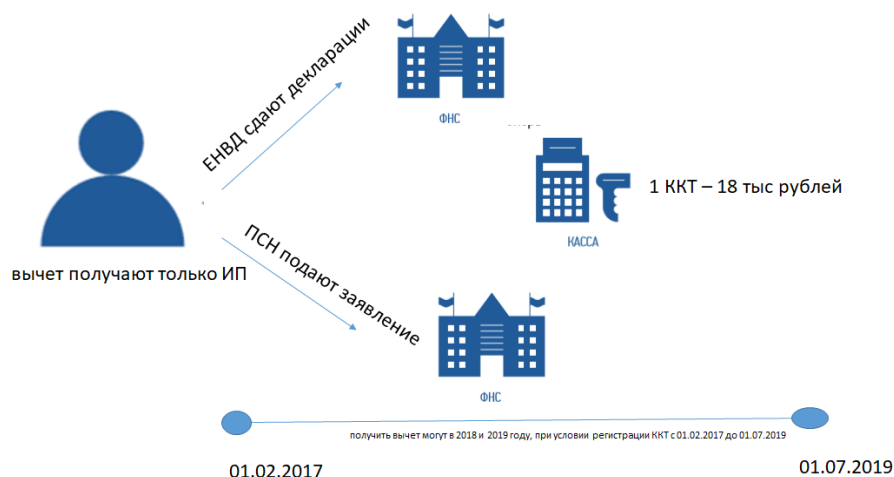 ЕНВД сдают декларации
ФНС
1 ККТ – 18 тыс рублей
КАССА
вычет получают только ИП
ПСН подают заявление
ФНС
получить вычет могут в 2018 и 2019 году, при условии регистрации ККТ с 01.02.2017 до 01.07.2019
01.02.2017
01.07.2019